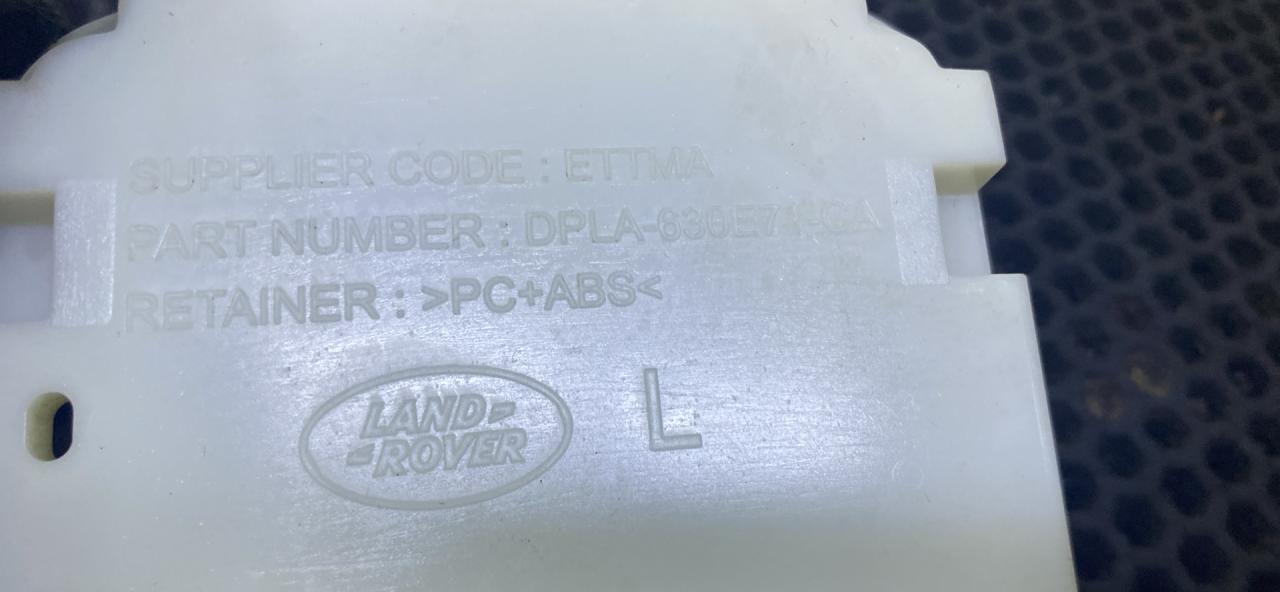 SUPPLIER CODE : ETTMA
PART NUMBER :
RETAINER : >PC+ABS<
LAND-
-ROVER
L